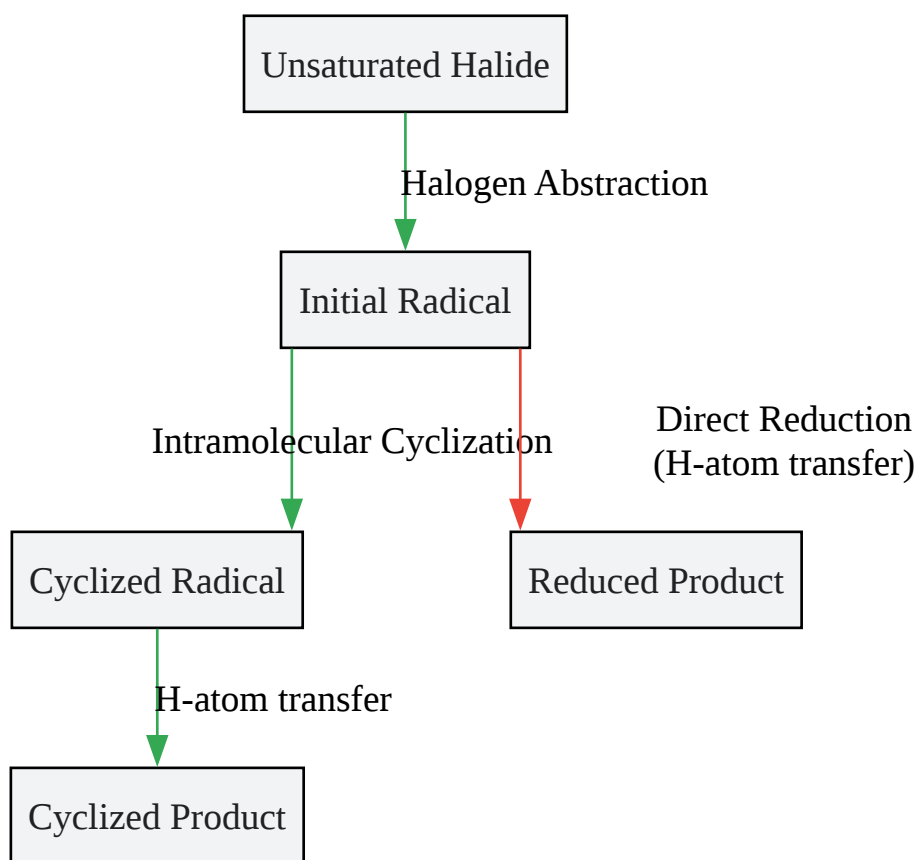 Unsaturated Halide
Halogen Abstraction
Initial Radical
Intramolecular Cyclization
Direct Reduction
(H-atom transfer)
Cyclized Radical
Reduced Product
H-atom transfer
Cyclized Product